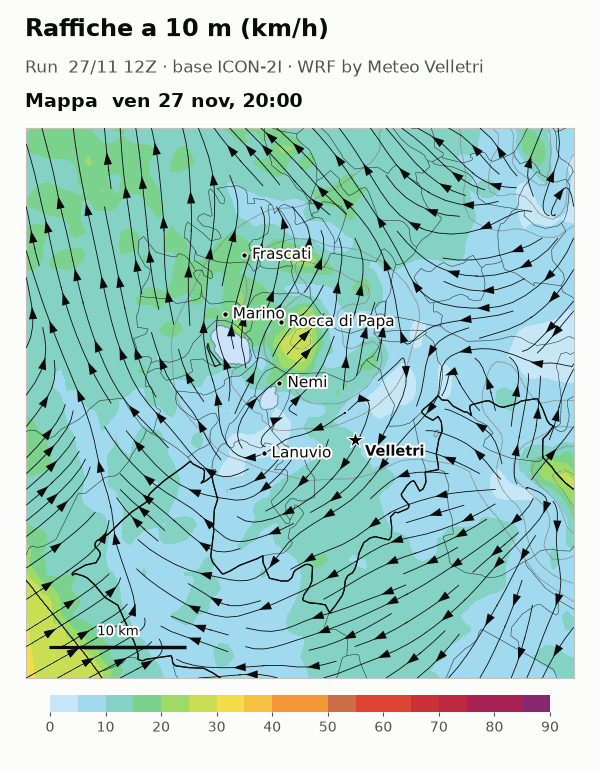 Raffiche a 10 m (km/h)
Run  27/11 12Z · base ICON-2I · WRF by Meteo Velletri
Mappa  ven 27 nov, 20:00
Frascati
Marino
Rocca di Papa
Nemi
Velletri
Lanuvio
10 km
0 10 20 30 40 50 60 70 80 90